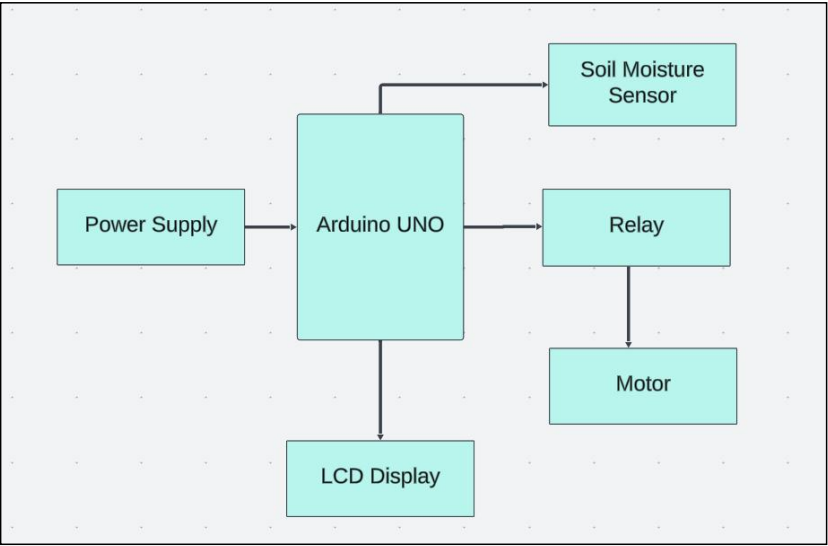 Soil Moisture
Sensor
Power Supply
Arduino UNO
Relay
Motor
LCD Display